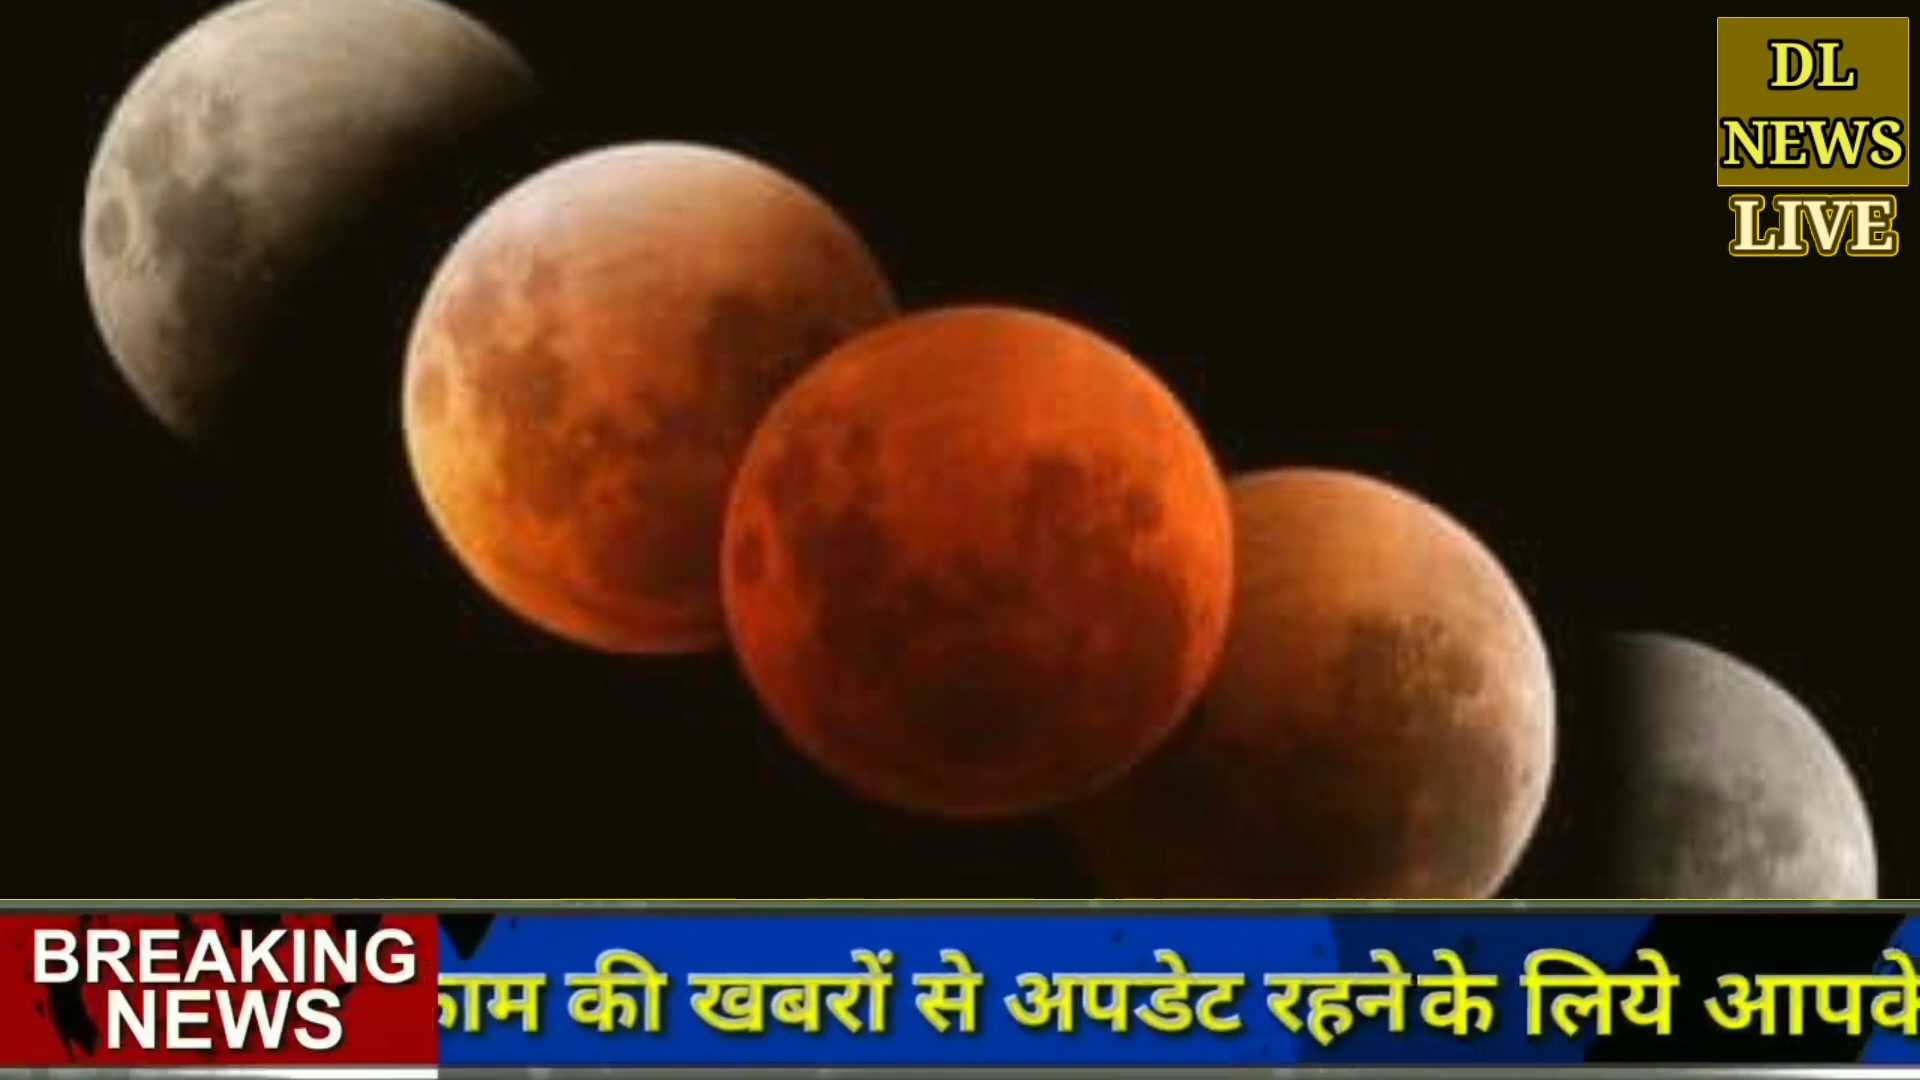 DL
NEWS
LIVE
BREAKING
NEWS
काम की खबरों से अपडेट रहने के लिये आपके